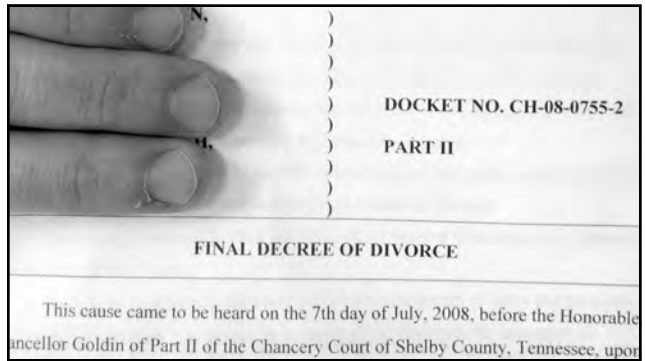 N,
)
)
)
)
) DOCKET NO. CH-08-0755-2
)
H, ) PART II
)
)
)
FINAL DECREE OF DIVORCE
This cause came to be heard on the 7th day of July, 2008, before the Honorable
ancellor Goldin of Part II of the Chancery Court of Shelby County, Tennessee, upon